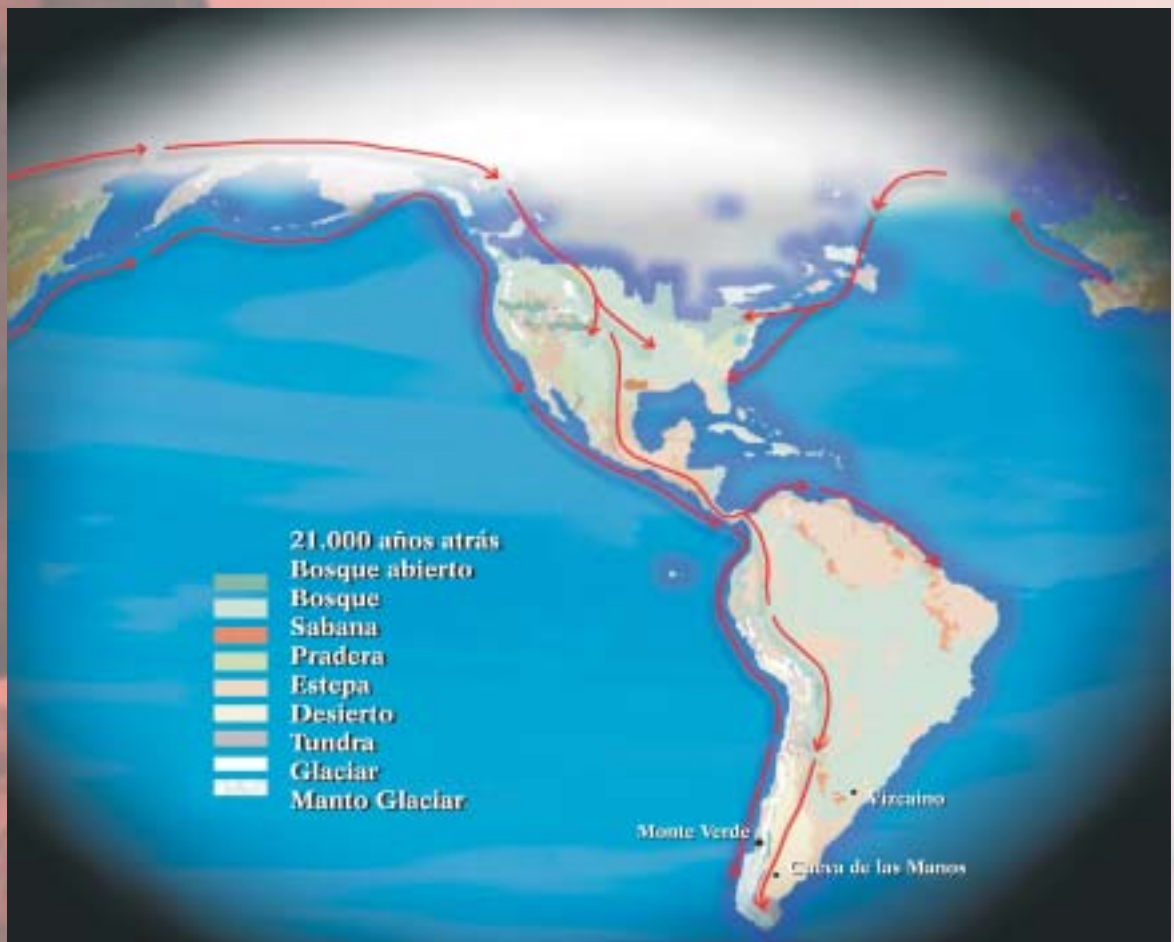 21.000 años atrás
Bosque abierto
Bosque
Sabana
Pradera
Estepa
Desierto
Tundra
Glaciar
Manto Glaciar
Vizcaino
Monte Verde
Cueva de las Manos